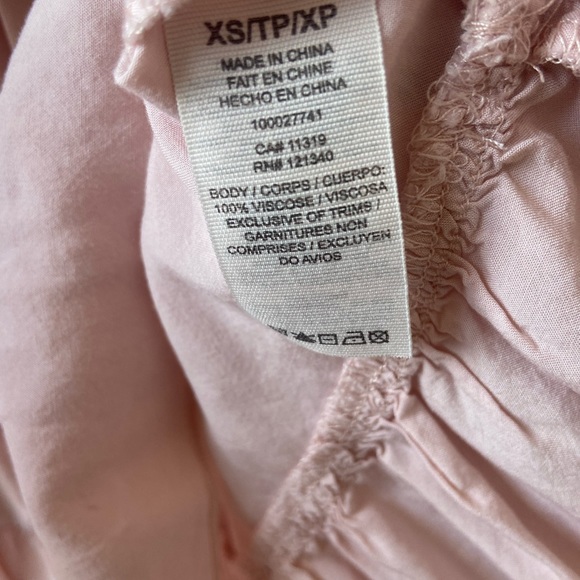 XS/TP/XP
MADE IN CHINA
FAIT EN CHINE
HECHO EN CHINA
100027741
CA# 11319
RN# 121340
BODY / CORPS / CUERPO:
100% VISCOSE / VISCOSA
EXCLUSIVE OF TRIMS /
GARNITURES NON
COMPRISES / EXCLUYEN
DO AVIOS